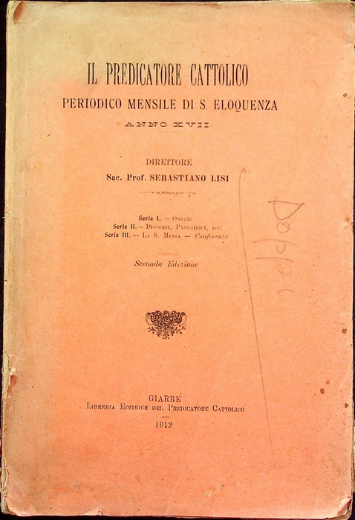 IL PREDICATORE CATTOLICO
PERIODICO MENSILE DI S. ELOQUENZA
ANNO XVII
DIRETTORE
Sac. Prof. SEBASTIANO LISI
Serie I. — OMELIE
Serie II. — DISCORSI, PANEGIRICI, ecc.
Serie III. — LA S. MESSA — Conferenze
Seconda Edizione
GIARRE
LIBRERIA EDITRICE DEL PREDICATORE CATTOLICO
1912